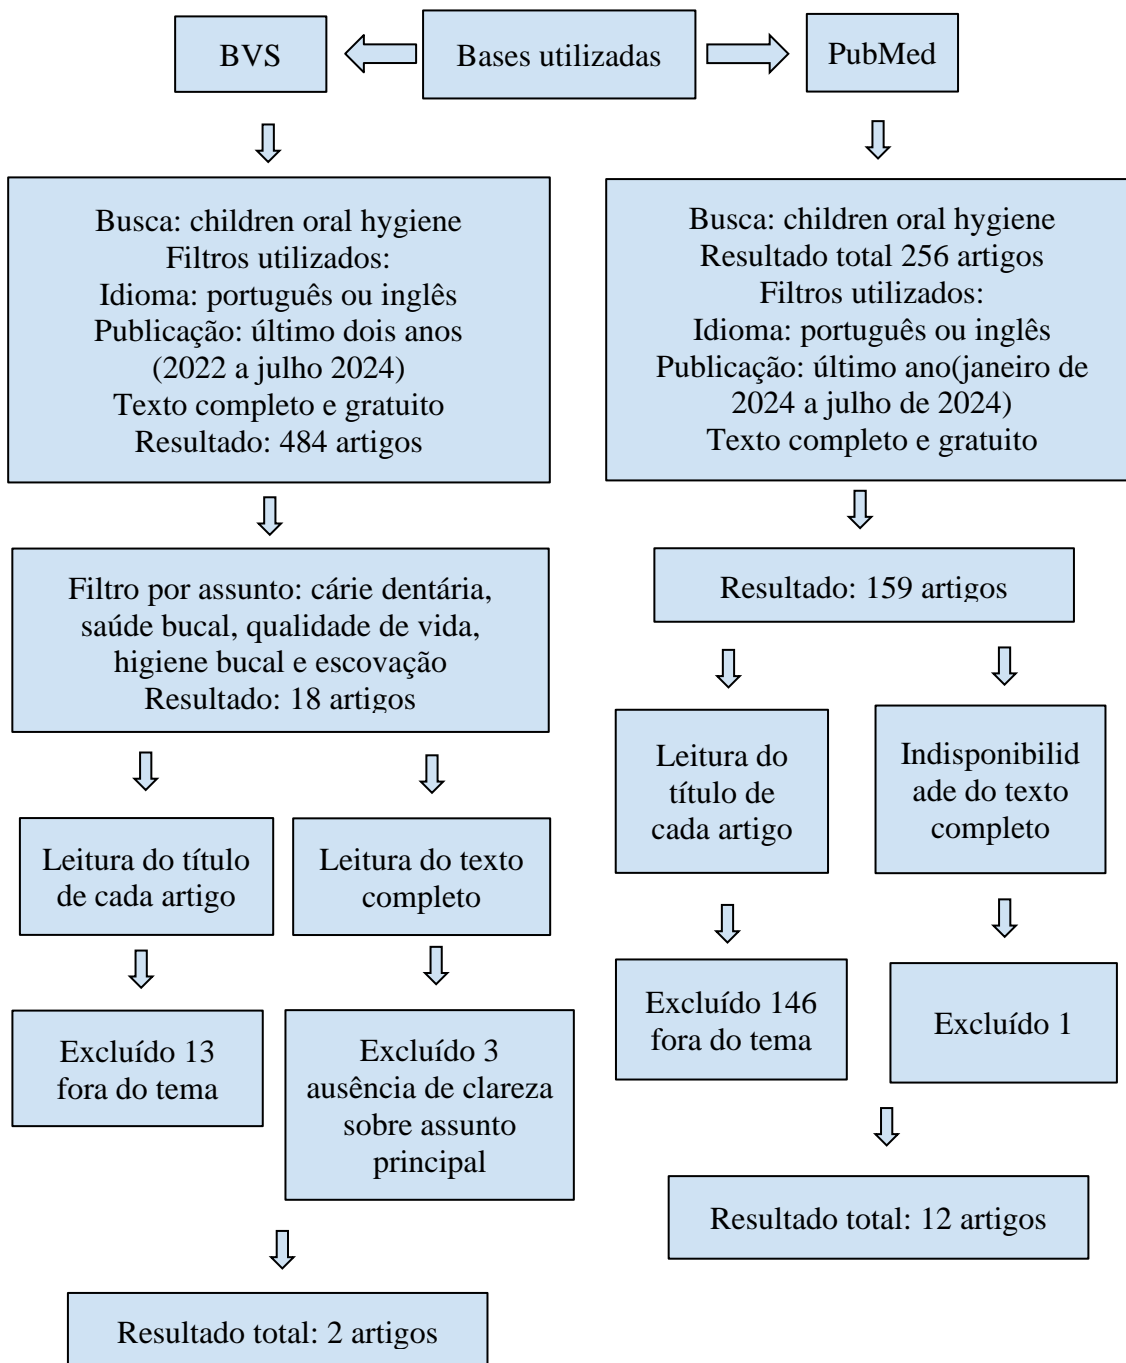 BVS
Bases utilizadas
PubMed
Busca: children oral hygiene
Filtros utilizados:
Idioma: português ou inglês
Publicação: último dois anos
(2022 a julho 2024)
Texto completo e gratuito
Resultado: 484 artigos
Filtro por assunto: cárie dentária,
saúde bucal, qualidade de vida,
higiene bucal e escovação
Resultado: 18 artigos
Leitura do título
de cada artigo
Leitura do texto
completo
Excluído 13
fora do tema
Excluído 3
ausência de clareza
sobre assunto
principal
Resultado total: 2 artigos
Busca: children oral hygiene
Resultado total 256 artigos
Filtros utilizados:
Idioma: português ou inglês
Publicação: último ano(janeiro de
2024 a julho de 2024)
Texto completo e gratuito
Resultado: 159 artigos
Leitura do
título de
cada artigo
Indisponibilid
ade do texto
completo
Excluído 146
fora do tema
Excluído 1
Resultado total: 12 artigos